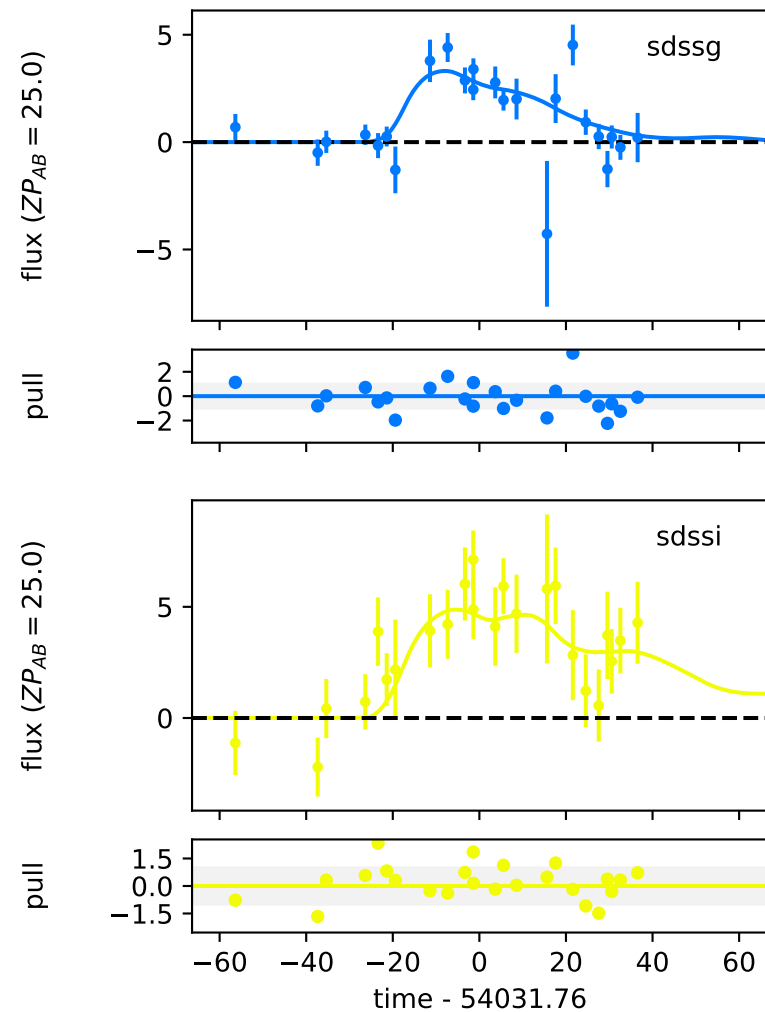 sdssg
flux (ZP_AB = 25.0)
5
0
−5
pull
2
0
−2
sdssi
flux (ZP_AB = 25.0)
5
0
pull
1.5
0.0
−1.5
−60 −40 −20 0 20 40 60
time - 54031.76